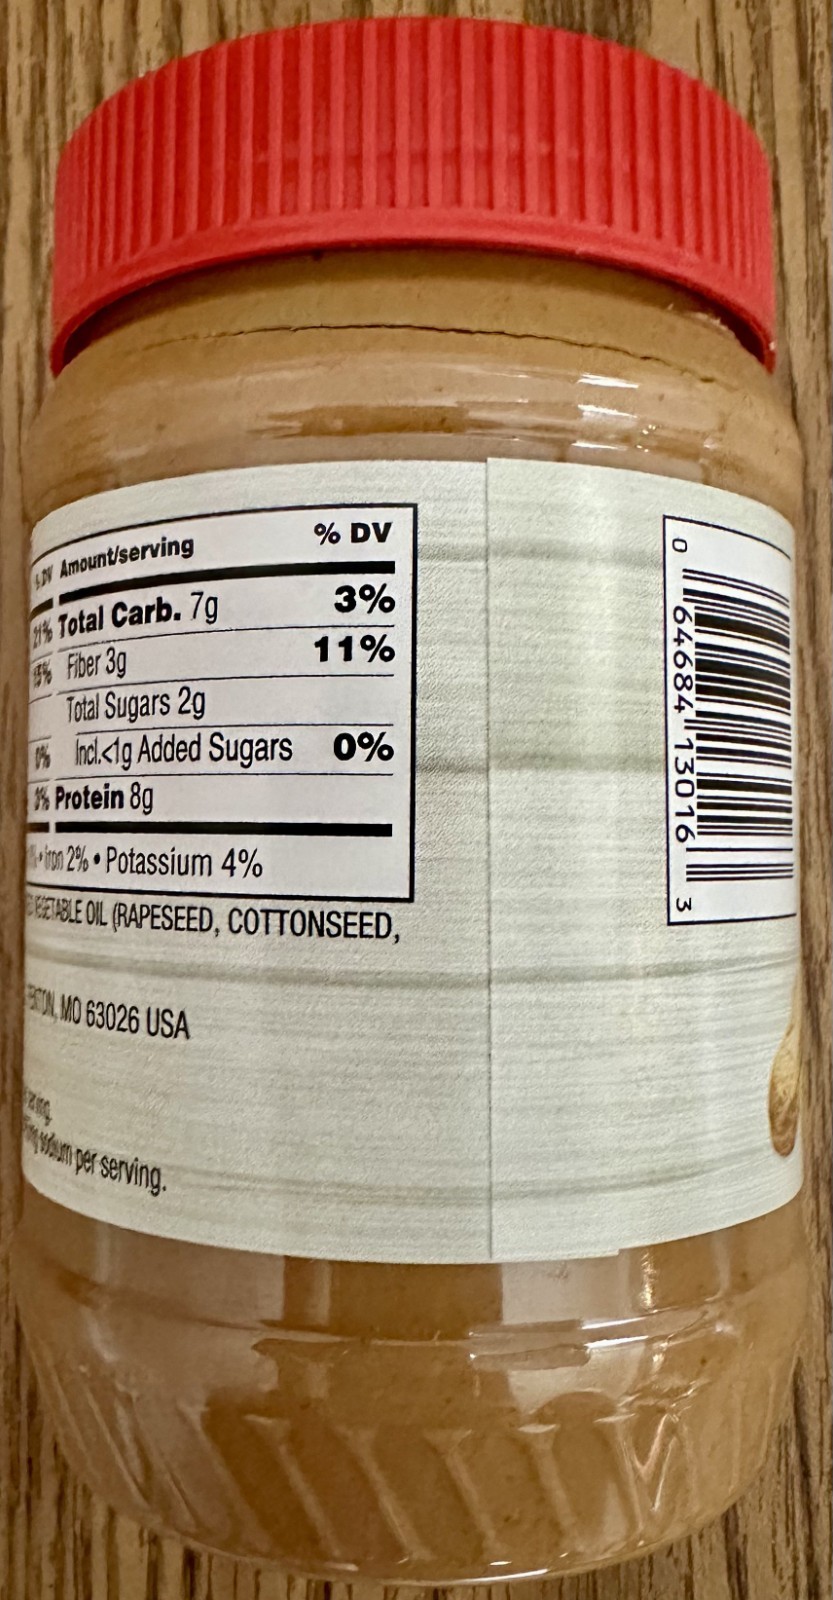 % DV Amount/serving % DV
21% Total Carb. 7g 3%
15% Fiber 3g 11%
Total Sugars 2g
0% Incl.<1g Added Sugars 0%
Protein 8g
Iron 2% • Potassium 4%
VEGETABLE OIL (RAPESEED, COTTONSEED,
MO 63026 USA
sodium per serving.
0 64684 13016 3